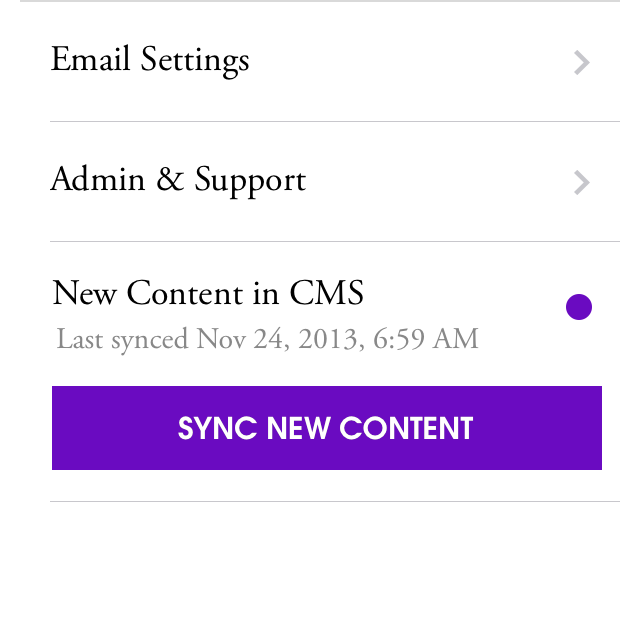 Email Settings
Admin & Support
New Content in CMS
Last synced Nov 24, 2013, 6:59 AM
SYNC NEW CONTENT